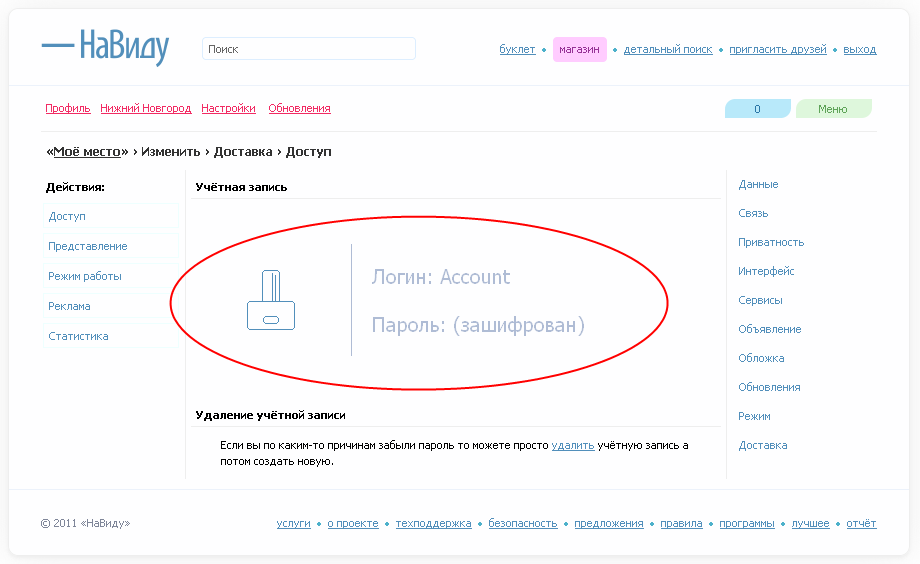 НаВиду
Поиск
буклет • магазин • детальный поиск • пригласить друзей • выход
Профиль Нижний Новгород Настройки Обновления
0 Меню
«Моё место» › Изменить › Доставка › Доступ
Действия:
Доступ
Представление
Режим работы
Реклама
Статистика
Учётная запись
Логин: Account
Пароль: (зашифрован)
Удаление учётной записи
Если вы по каким-то причинам забыли пароль то можете просто удалить учётную запись а
потом создать новую.
Данные
Связь
Приватность
Интерфейс
Сервисы
Объявление
Обложка
Обновления
Режим
Доставка
© 2011 «НаВиду»
услуги • о проекте • техподдержка • безопасность • предложения • правила • программы • лучшее • отчёт